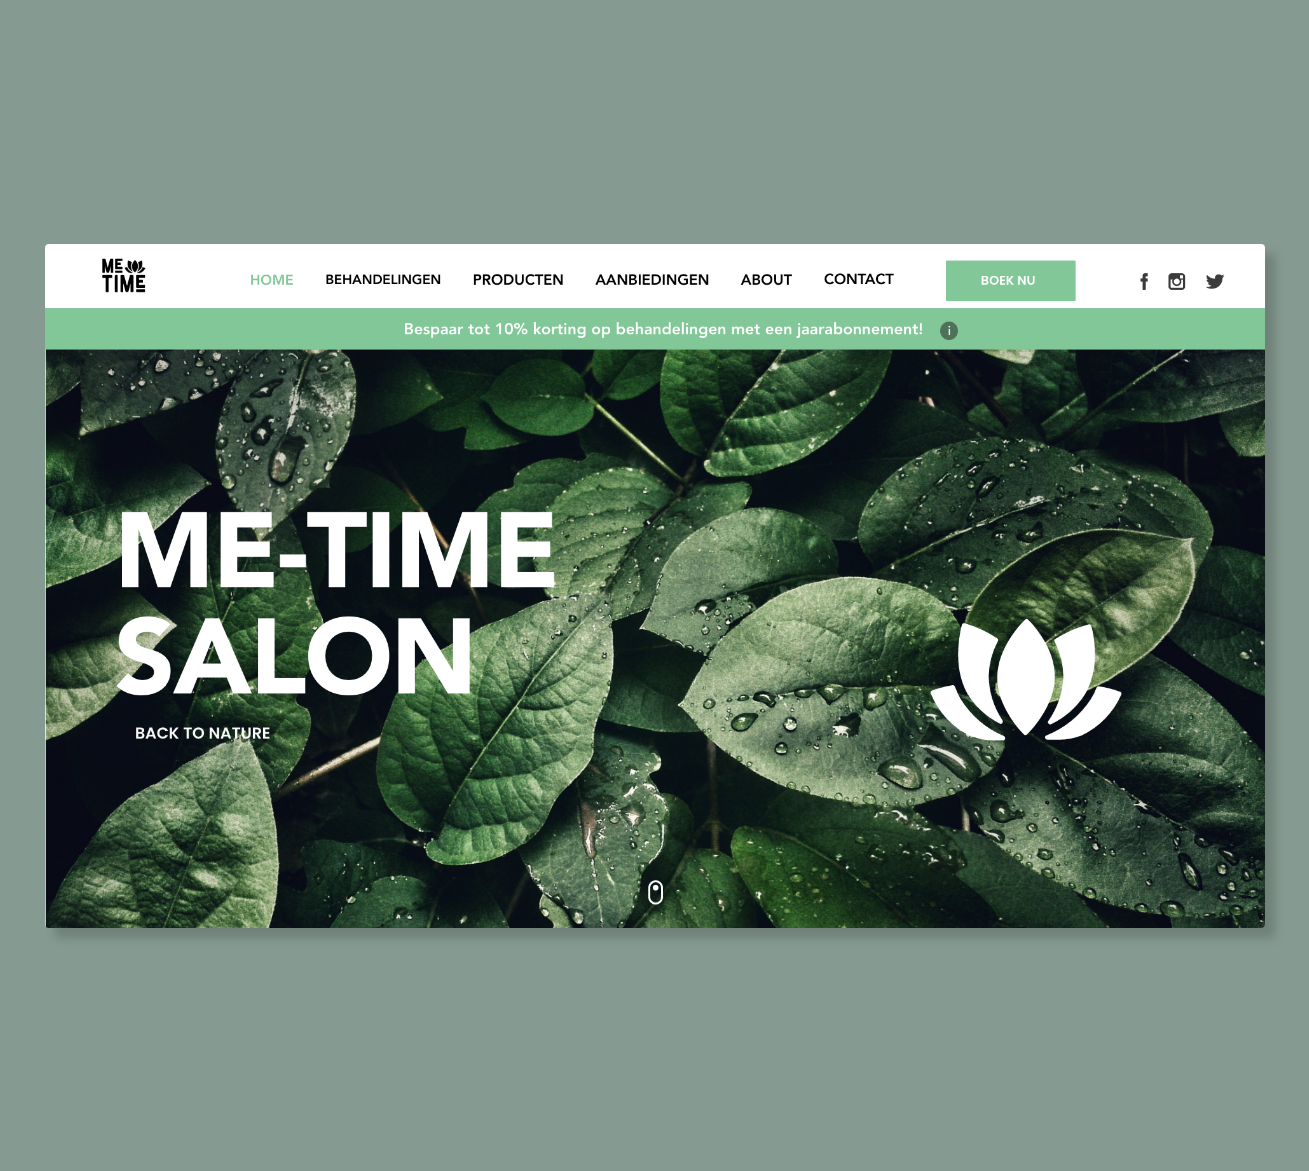 ME
TIME
HOME BEHANDELINGEN PRODUCTEN AANBIEDINGEN ABOUT CONTACT BOEK NU
Bespaar tot 10% korting op behandelingen met een jaarabonnement! i
ME-TIME
SALON
BACK TO NATURE